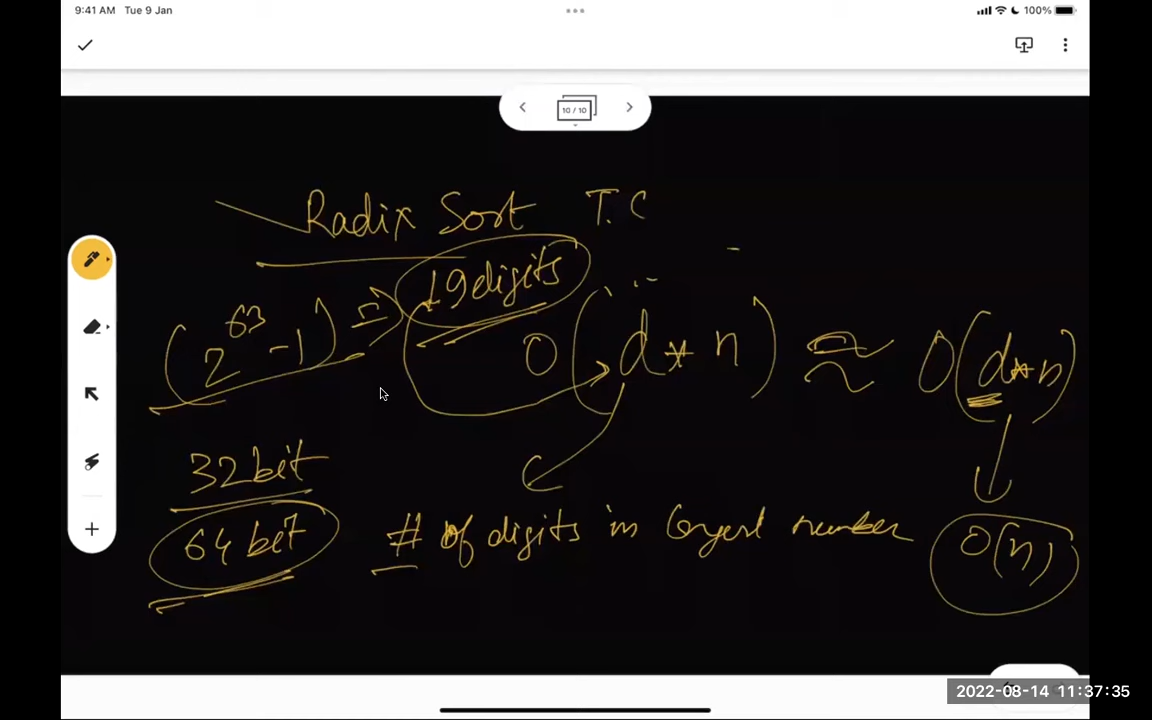 9:41 AM Tue 9 Jan
100%
10 / 10
Radix Sort T.C
(2^63 -1) => 19 digits
O(d * n) ≈ O(d * n)
32 bit
64 bit
# of digits in longest number
O(n)
2022-08-14 11:37:35